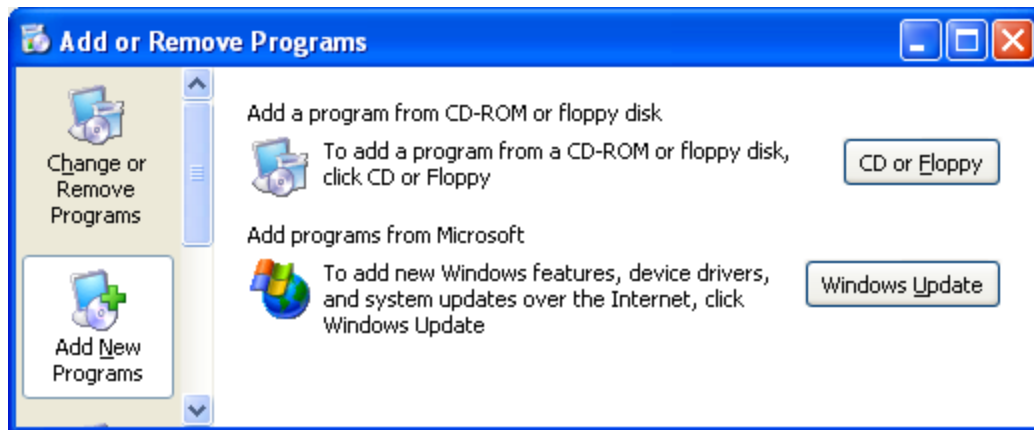 Add or Remove Programs
Change or
Remove
Programs
Add New
Programs
Add a program from CD-ROM or floppy disk
To add a program from a CD-ROM or floppy disk,
click CD or Floppy
CD or Floppy
Add programs from Microsoft
To add new Windows features, device drivers,
and system updates over the Internet, click
Windows Update
Windows Update